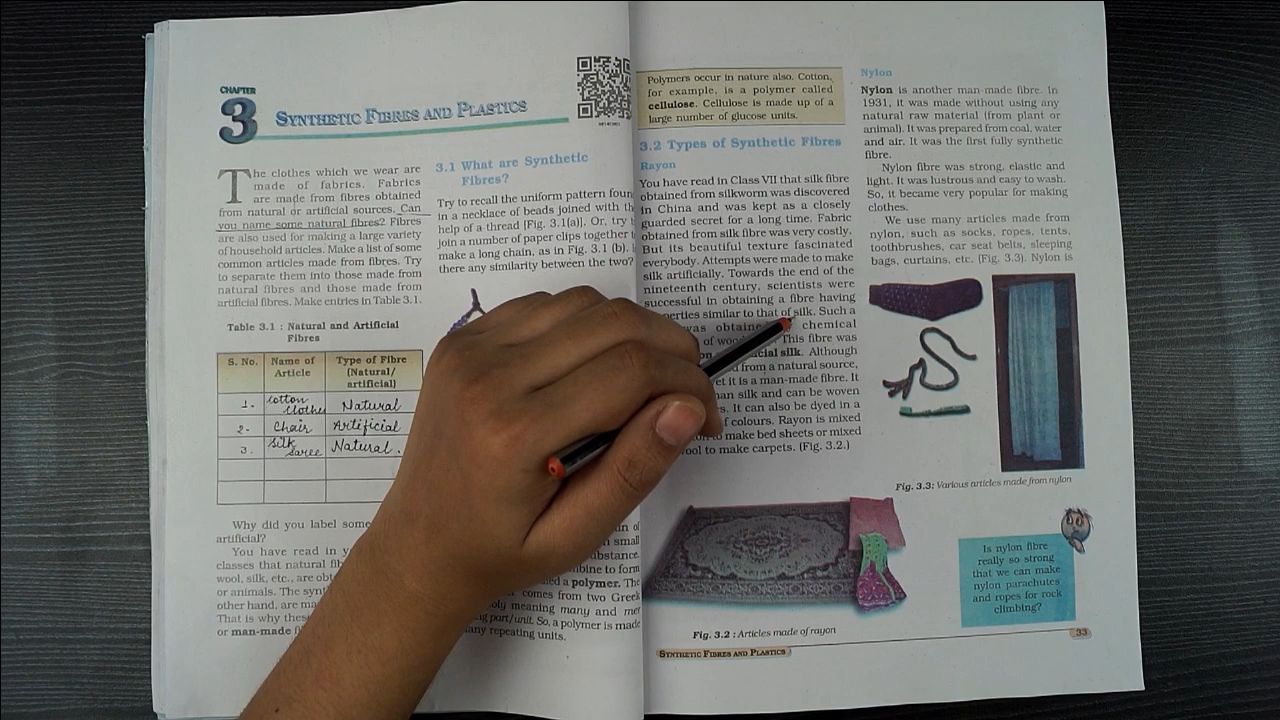 CHAPTER
3
SYNTHETIC FIBRES AND PLASTICS
The clothes which we wear are
made of fabrics. Fabrics
are made from fibres obtained
from natural or artificial sources. Can
you name some natural fibres? Fibres
are also used for making a large variety
of household articles. Make a list of some
common articles made from fibres. Try
to separate them into those made from
natural fibres and those made from
artificial fibres. Make entries in Table 3.1.
Table 3.1 : Natural and Artificial
Fibres
S. No. Name of Article Type of Fibre (Natural/ artificial)
1. Cotton Clothes Natural
2- Chair Artificial
3. Silk Saree Natural.
Why did you label some
artificial?
You have read in
classes that natural
wool, silk, etc., are
or animals. The
other hand, are
That is why
or man-made
3.1 What are Synthetic
Fibres?
Try to recall the uniform pattern
in a necklace of beads joined with
help of a thread [Fig. 3.1(a)]. Or, try
join a number of paper clips together
make a long chain, as in Fig. 3.1 (b).
there any similarity between the two?
of
small
combine to form
a polymer. The
comes from two Greek
meaning many and mer
part/unit. So, a polymer is made
many repeating units.
Polymers occur in nature also. Cotton,
for example, is a polymer called
cellulose. Cellulose is made up of a
large number of glucose units.
3.2 Types of Synthetic Fibres
Rayon
You have read in Class VII that silk fibre
obtained from silkworm was discovered
in China and was kept as a closely
guarded secret for a long time. Fabric
obtained from silk fibre was very costly.
But its beautiful texture fascinated
everybody. Attempts were made to make
silk artificially. Towards the end of the
nineteenth century, scientists were
successful in obtaining a fibre having
properties similar to that of silk. Such a
was chemical
of This fibre was
silk. Although
from a natural source,
yet it is a man-made fibre. It
than silk and can be woven
It can also be dyed in a
of colours. Rayon is mixed
to make bed sheets or mixed
wool to make carpets. (Fig. 3.2.)
Fig. 3.2 : Articles made of rayon
SYNTHETIC FIBRES AND PLASTICS
Nylon
Nylon is another man-made fibre. In
1931, it was made without using any
natural raw material (from plant or
animal). It was prepared from coal, water
and air. It was the first fully synthetic
fibre.
Nylon fibre was strong, elastic and
light. It was lustrous and easy to wash.
So, it became very popular for making
clothes.
We use many articles made from
nylon, such as socks, ropes, tents,
toothbrushes, car seat belts, sleeping
bags, curtains, etc. (Fig. 3.3). Nylon is
Fig. 3.3: Various articles made from nylon
Is nylon fibre
really so strong
that we can make
nylon parachutes
and ropes for rock
climbing?
33